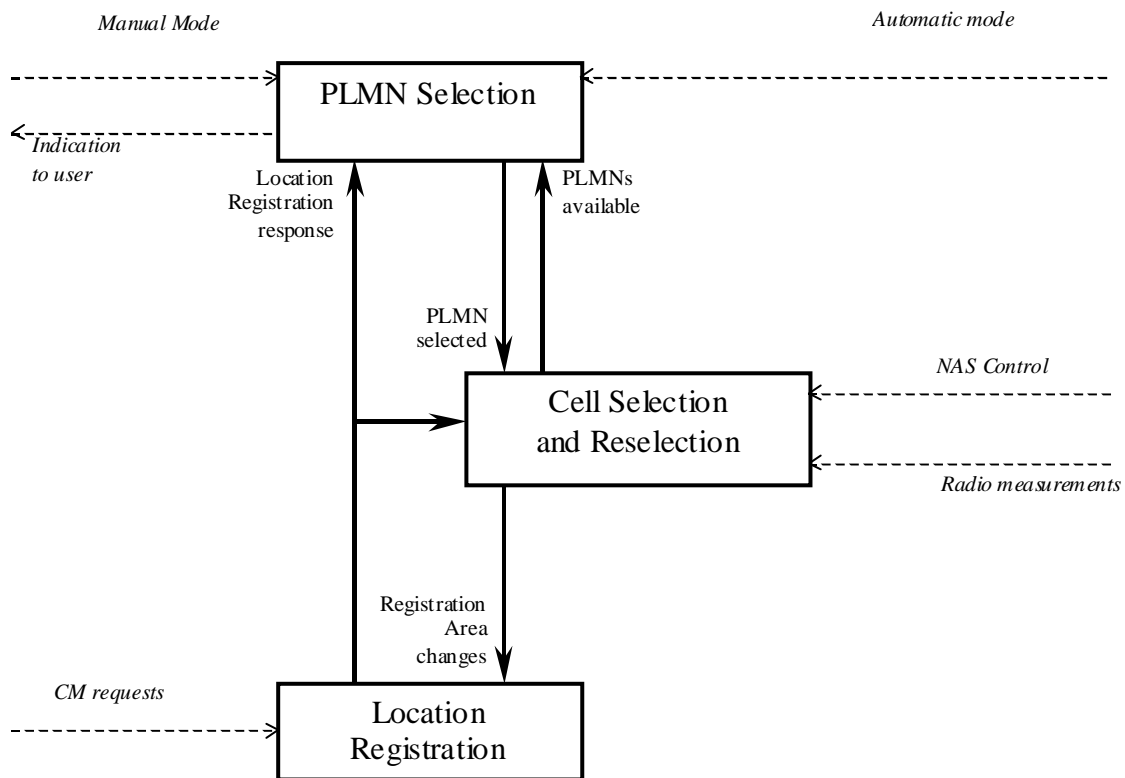 Manual Mode
Automatic mode
PLMN Selection
Indication
to user
Location
Registration
response
PLMNs
available
PLMN
selected
NAS Control
Cell Selection
and Reselection
Radio measurements
Registration
Area
changes
CM requests
Location
Registration